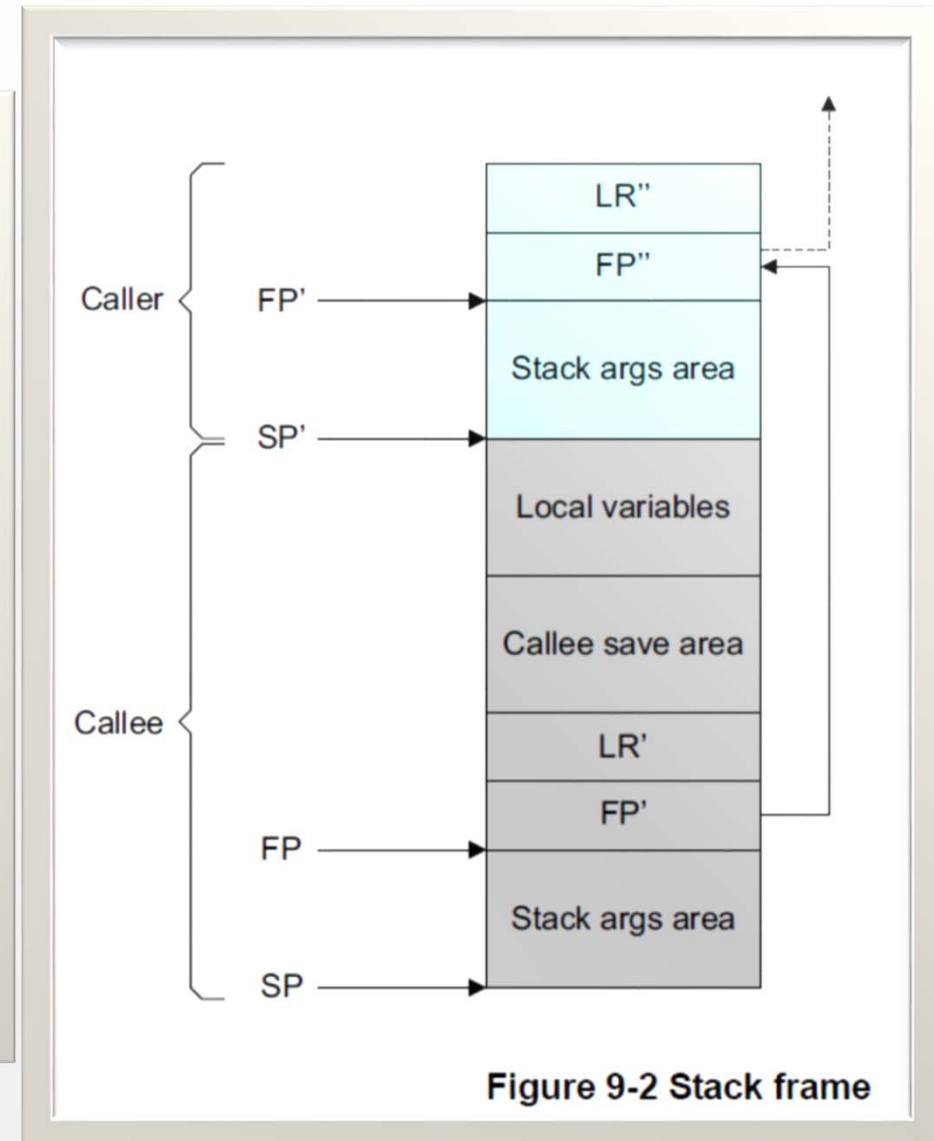 LR”
FP”
Caller
FP’
Stack args area
SP’
Local variables
Callee save area
Callee
LR’
FP’
FP
Stack args area
SP
Figure 9-2 Stack frame